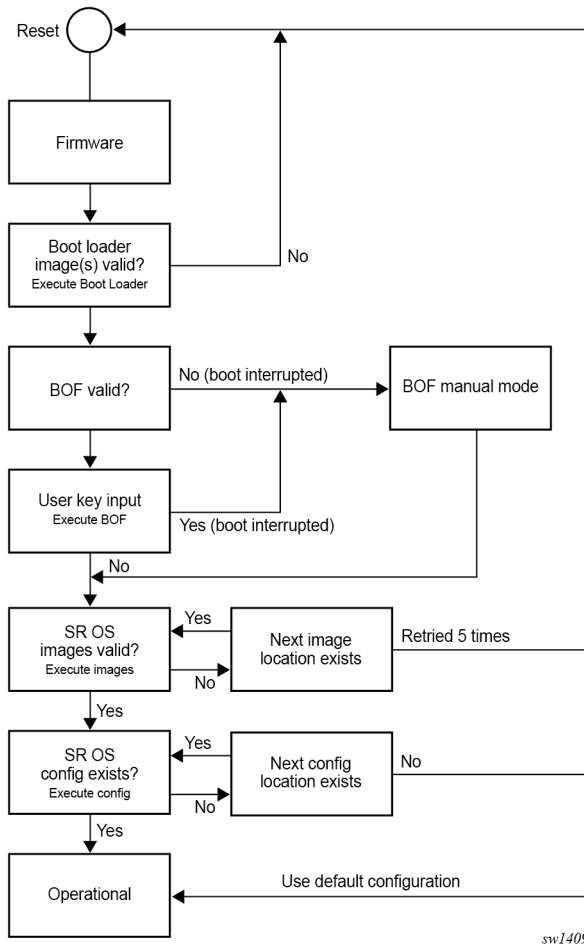 Reset
Firmware
Boot loader
image(s) valid?
Execute Boot Loader
No
BOF valid?
No (boot interrupted)
BOF manual mode
User key input
Execute BOF
Yes (boot interrupted)
No
SR OS
images valid?
Execute images
Yes
No
Next image
location exists
Retried 5 times
Yes
SR OS
config exists?
Execute config
Yes
No
Next config
location exists
No
Yes
Operational
Use default configuration
sw1409